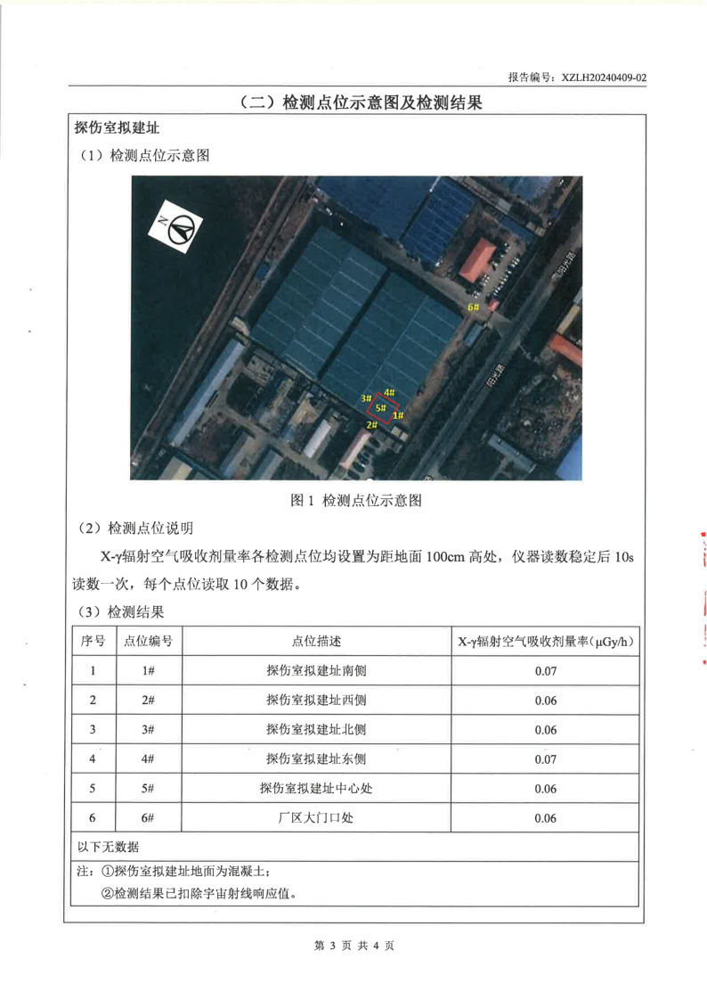 报告编号：XZLH20240409-02
（二）检测点位示意图及检测结果
探伤室拟建址
（1）检测点位示意图
N
阳光路
6#
阳光路
3# 4#
5# 1#
2#
图 1 检测点位示意图
（2）检测点位说明
X-γ辐射空气吸收剂量率各检测点位均设置为距地面 100cm 高处，仪器读数稳定后 10s
读数一次，每个点位读取 10 个数据。
（3）检测结果
序号 点位编号 点位描述 X-γ辐射空气吸收剂量率（μGy/h）
1 1# 探伤室拟建址南侧 0.07
2 2# 探伤室拟建址西侧 0.06
3 3# 探伤室拟建址北侧 0.06
4 4# 探伤室拟建址东侧 0.07
5 5# 探伤室拟建址中心处 0.06
6 6# 厂区大门口处 0.06
以下无数据
注：①探伤室拟建址地面为混凝土；
②检测结果已扣除宇宙射线响应值。
第 3 页 共 4 页